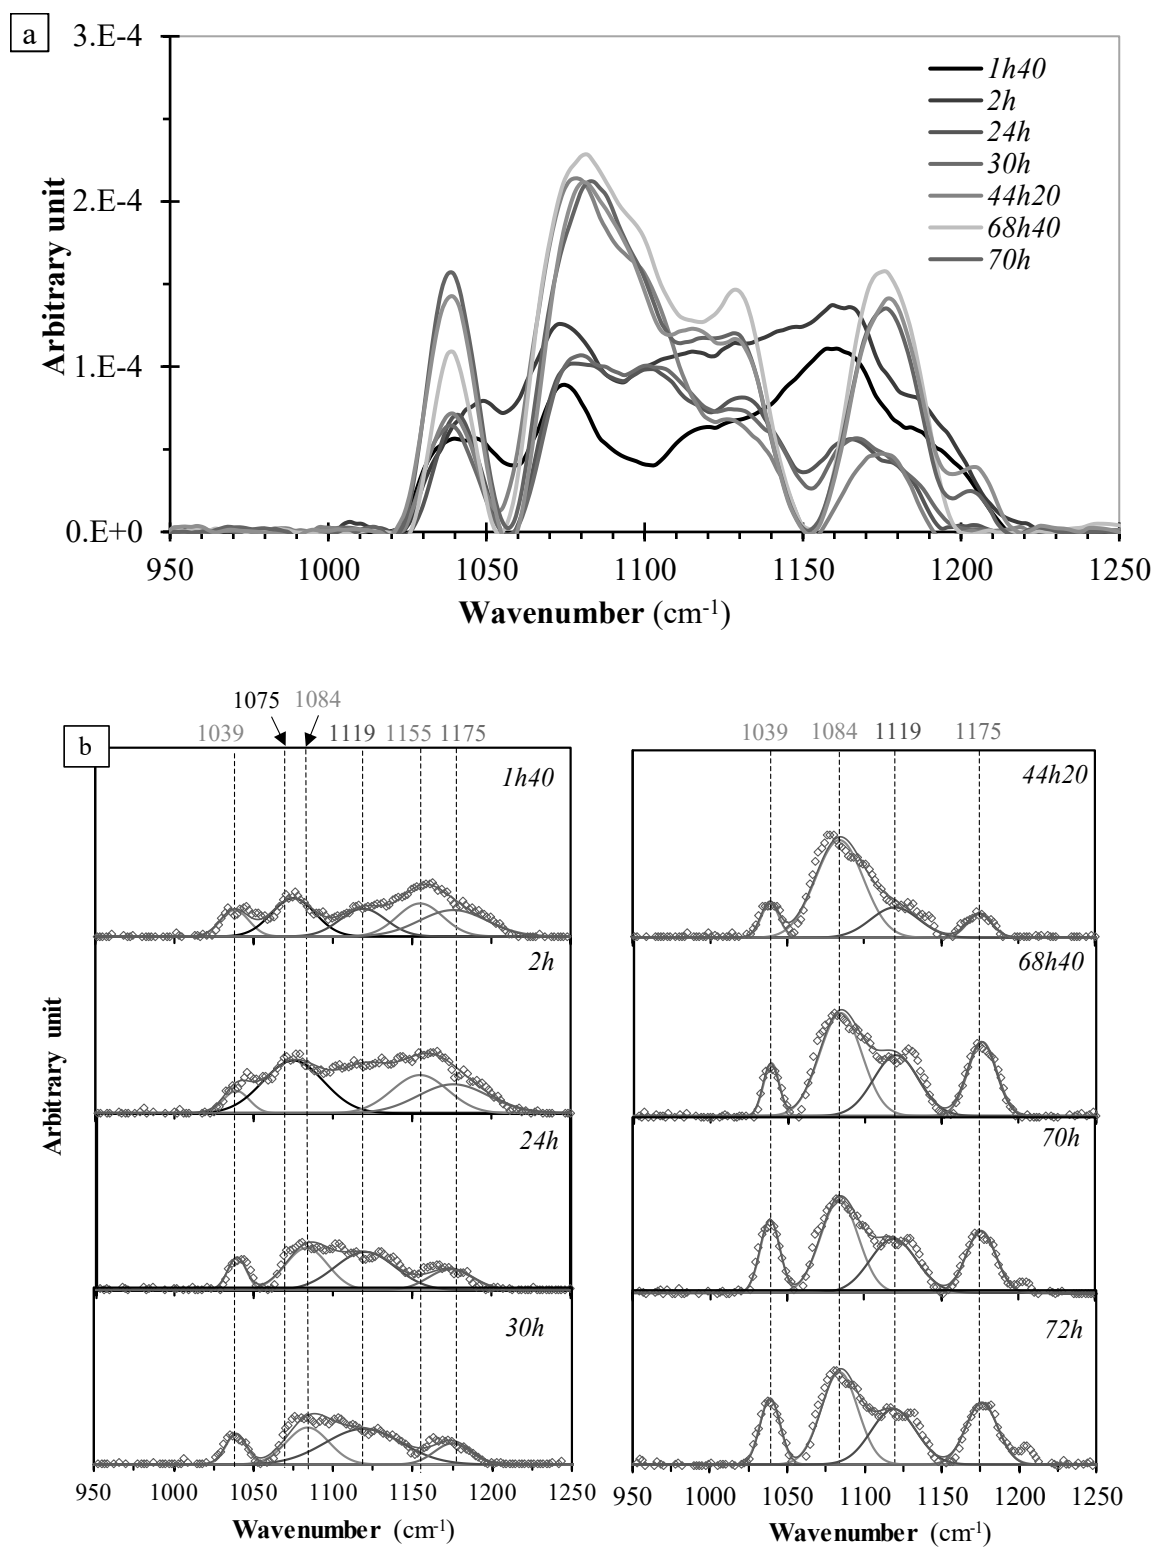 a
3.E-4
2.E-4
1.E-4
0.E+0
Arbitrary unit
1h40
2h
24h
30h
44h20
68h40
70h
950 1000 1050 1100 1150 1200 1250
Wavenumber (cm-1)
b
1075 1084
1039 1119 1155 1175
1h40
2h
24h
30h
Arbitrary unit
950 1000 1050 1100 1150 1200 1250
Wavenumber (cm-1)
1039 1084 1119 1175
44h20
68h40
70h
72h
950 1000 1050 1100 1150 1200 1250
Wavenumber (cm-1)